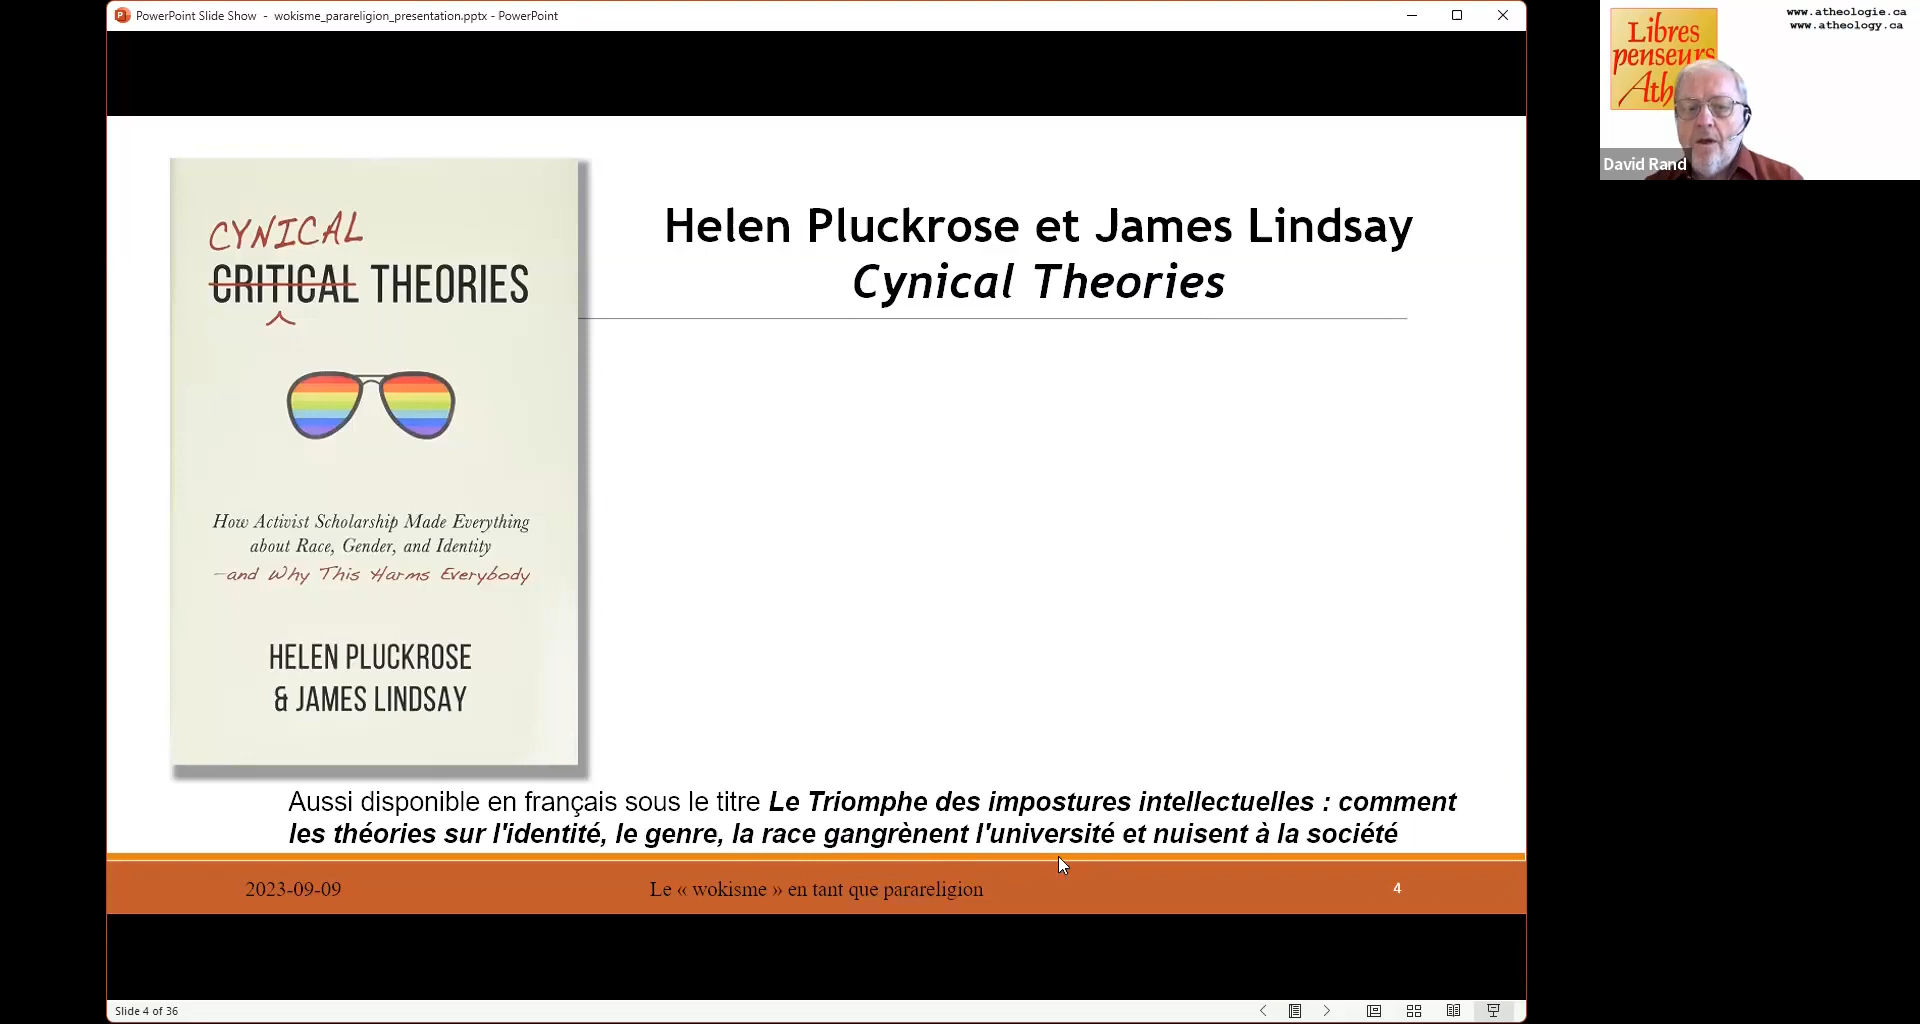 PowerPoint Slide Show - wokisme_parareligion_presentation.pptx - PowerPoint
www.atheologie.ca
www.atheology.ca
Libres
penseurs
Ath
David Rand
CYNICAL
CRITICAL THEORIES
How Activist Scholarship Made Everything
about Race, Gender, and Identity
—and Why This Harms Everybody
HELEN PLUCKROSE
& JAMES LINDSAY
Helen Pluckrose et James Lindsay
Cynical Theories
Aussi disponible en français sous le titre Le Triomphe des impostures intellectuelles : comment
les théories sur l'identité, le genre, la race gangrènent l'université et nuisent à la société
2023-09-09
Le « wokisme » en tant que parareligion
4
Slide 4 of 36